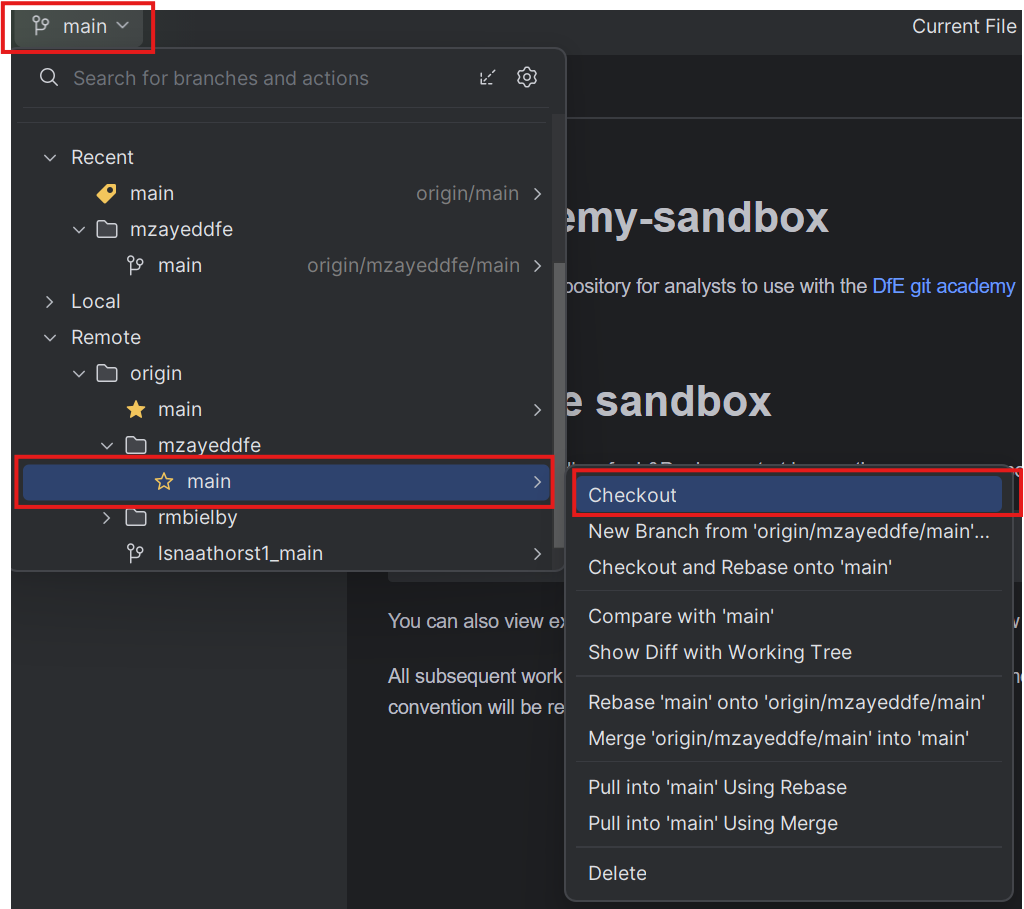 main
Current File
Search for branches and actions
Recent
main origin/main
mzayeddfe
main origin/mzayeddfe/main
Local
Remote
origin
main
mzayeddfe
main
rmbielby
lsnaathorst1_main
emy-sandbox
pository for analysts to use with the DfE git academy
e sandbox
Checkout
New Branch from 'origin/mzayeddfe/main'...
Checkout and Rebase onto 'main'
Compare with 'main'
Show Diff with Working Tree
Rebase 'main' onto 'origin/mzayeddfe/main'
Merge 'origin/mzayeddfe/main' into 'main'
Pull into 'main' Using Rebase
Pull into 'main' Using Merge
Delete
You can also view ex
All subsequent work
convention will be re